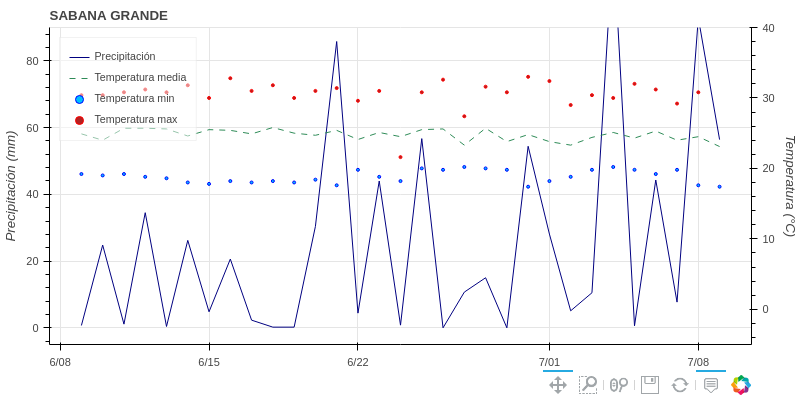 SABANA GRANDE
Precipitación
Temperatura media
Temperatura min
Temperatura max
80
60
40
20
0
Precipitación (mm)
40
30
20
10
0
Temperatura (°C)
6/08
6/15
6/22
7/01
7/08